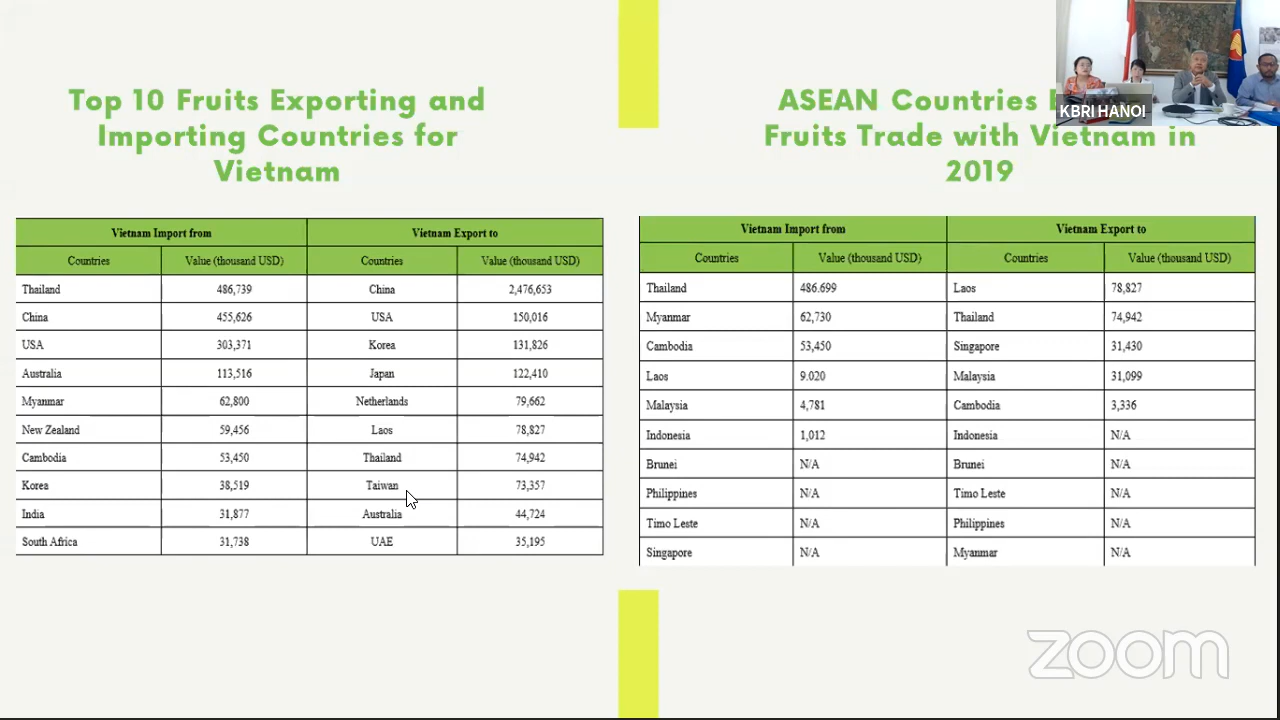 Top 10 Fruits Exporting and
Importing Countries for
Vietnam
Vietnam Import from Vietnam Export to
Countries Value (thousand USD) Countries Value (thousand USD)
Thailand 486,739 China 2,476,653
China 455,626 USA 150,016
USA 303,371 Korea 131,826
Australia 113,516 Japan 122,410
Myanmar 62,800 Netherlands 79,662
New Zealand 59,456 Laos 78,827
Cambodia 53,450 Thailand 74,942
Korea 38,519 Taiwan 73,357
India 31,877 Australia 44,724
South Africa 31,738 UAE 35,195
ASEAN Countries
Fruits Trade with Vietnam in
2019
Vietnam Import from Vietnam Export to
Countries Value (thousand USD) Countries Value (thousand USD)
Thailand 486.699 Laos 78,827
Myanmar 62,730 Thailand 74,942
Cambodia 53,450 Singapore 31,430
Laos 9.020 Malaysia 31,099
Malaysia 4,781 Cambodia 3,336
Indonesia 1,012 Indonesia N/A
Brunei N/A Brunei N/A
Philippines N/A Timo Leste N/A
Timo Leste N/A Philippines N/A
Singapore N/A Myanmar N/A
KBRI HANOI
zoom